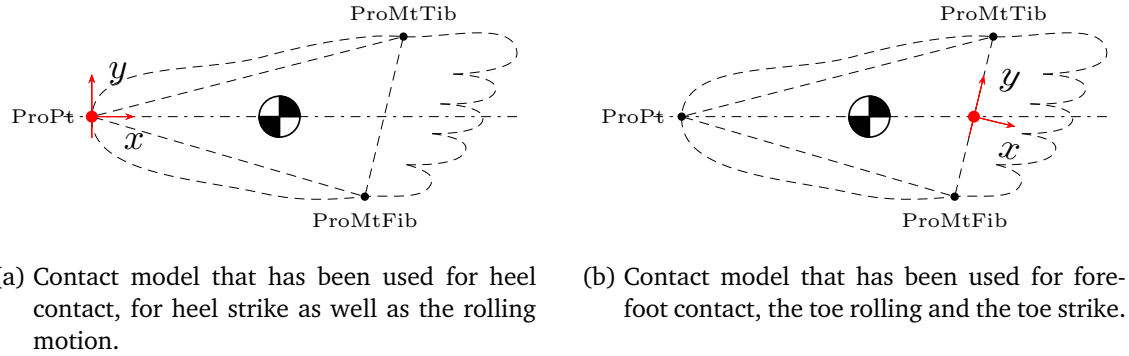 ProMtTib
y
ProPt
x
ProMtFib
(a) Contact model that has been used for heel
contact, for heel strike as well as the rolling
motion.
ProMtTib
y
ProPt
x
ProMtFib
(b) Contact model that has been used for fore-
foot contact, the toe rolling and the toe strike.